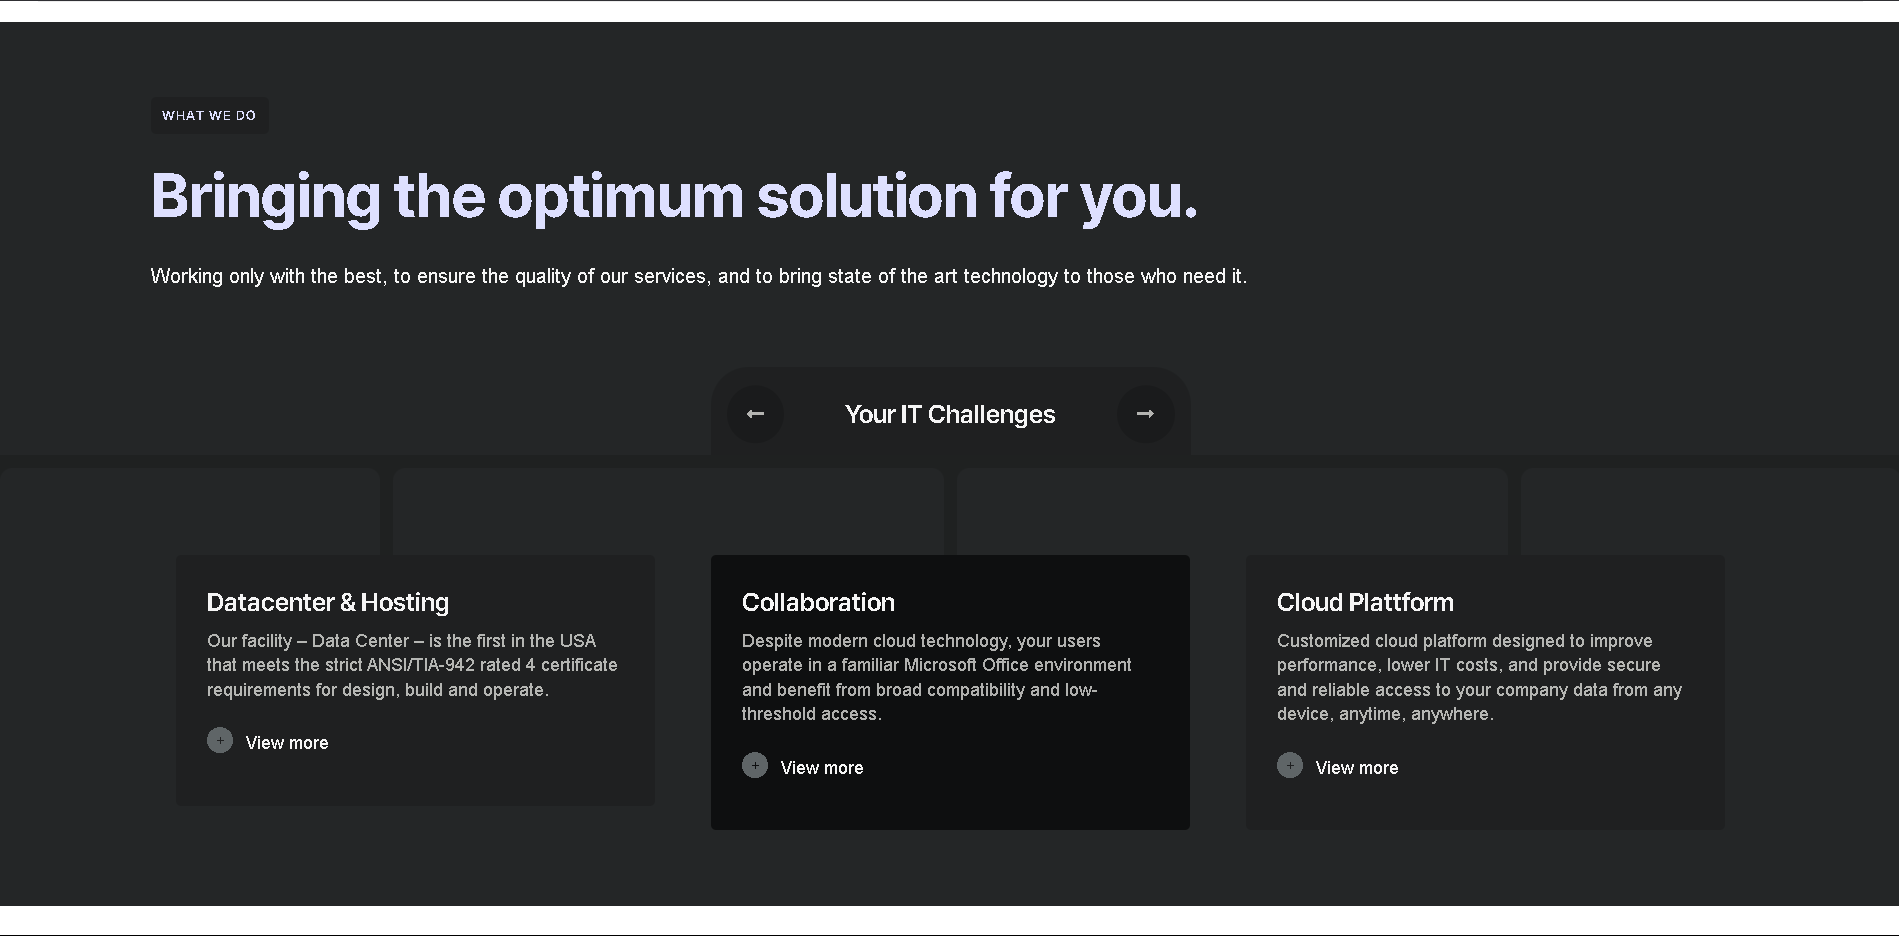 WHAT WE DO
Bringing the optimum solution for you.
Working only with the best, to ensure the quality of our services, and to bring state of the art technology to those who need it.
Your IT Challenges
Datacenter & Hosting
Our facility – Data Center – is the first in the USA
that meets the strict ANSI/TIA-942 rated 4 certificate
requirements for design, build and operate.
View more
Collaboration
Despite modern cloud technology, your users
operate in a familiar Microsoft Office environment
and benefit from broad compatibility and low-
threshold access.
View more
Cloud Plattform
Customized cloud platform designed to improve
performance, lower IT costs, and provide secure
and reliable access to your company data from any
device, anytime, anywhere.
View more